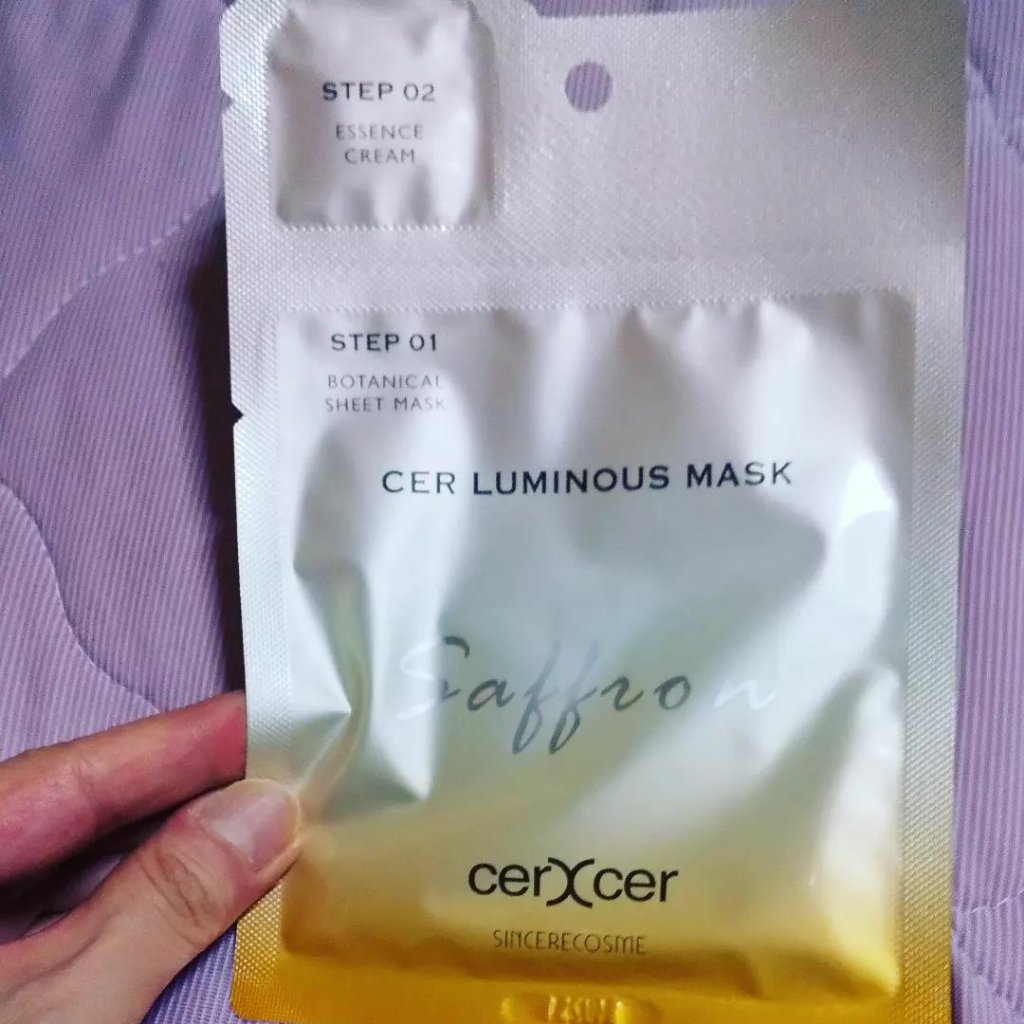 STEP 02
ESSENCE
CREAM
STEP 01
BOTANICAL
SHEET MASK
CER LUMINOUS MASK
Saffron
cerXcer
SINCERECOSME